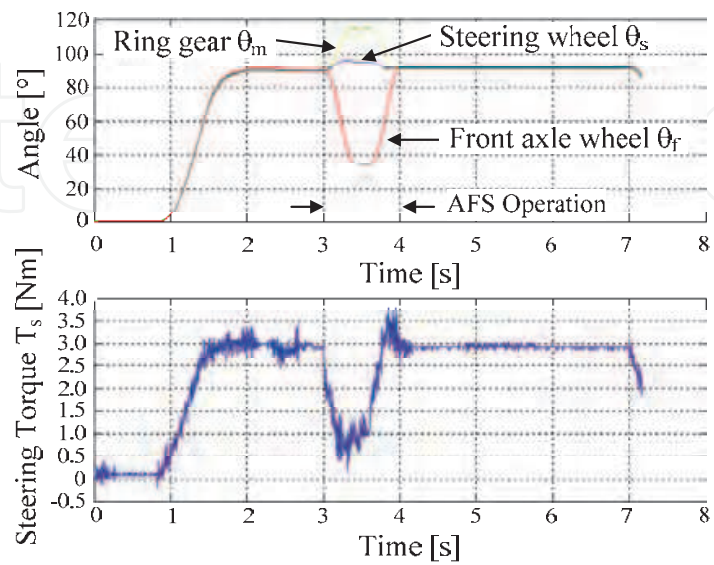 120
100
80
60
40
20
0
Angle [°]
Ring gear θm
Steering wheel θs
Front axle wheel θf
AFS Operation
0 1 2 3 4 5 6 7 8
Time [s]
4.0
3.5
3.0
2.5
2.0
1.5
1.0
0.5
0
-0.5
Steering Torque Ts [Nm]
0 1 2 3 4 5 6 7 8
Time [s]